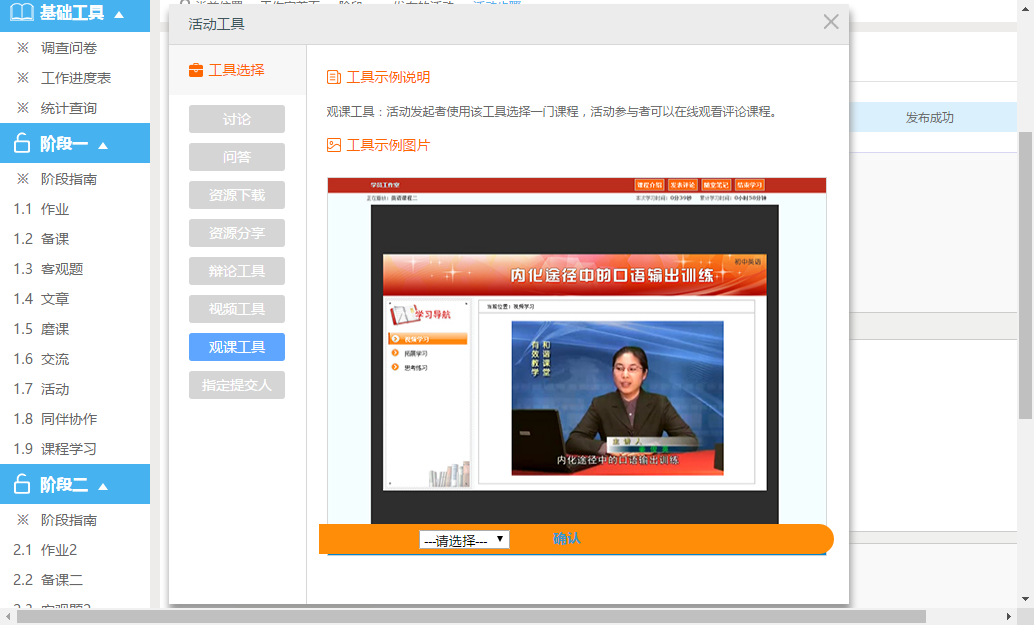 基础工具
※ 调查问卷
※ 工作进度表
※ 统计查询
阶段一
※ 阶段指南
1.1 作业
1.2 备课
1.3 客观题
1.4 文章
1.5 磨课
1.6 交流
1.7 活动
1.8 同伴协作
1.9 课程学习
阶段二
※ 阶段指南
2.1 作业2
2.2 备课二
活动工具
工具选择
讨论
问答
资源下载
资源分享
辩论工具
视频工具
观课工具
指定提交人
工具示例说明
观课工具：活动发起者使用该工具选择一门课程，活动参与者可以在线观看评论课程。
工具示例图片
学员工作室
课程介绍 发表评论 随堂笔记 结束学习
正在播放：英语课程二
本次学习时间：0分39秒 累计学习时间：0小时58分钟
初中英语
内化途径中的口语输出训练
学习导航
视频学习
拓展学习
思考练习
当前位置：视频学习
有效教学
和谐课堂
主讲人
内化途径中的口语输出训练
---请选择---
确认
发布成功